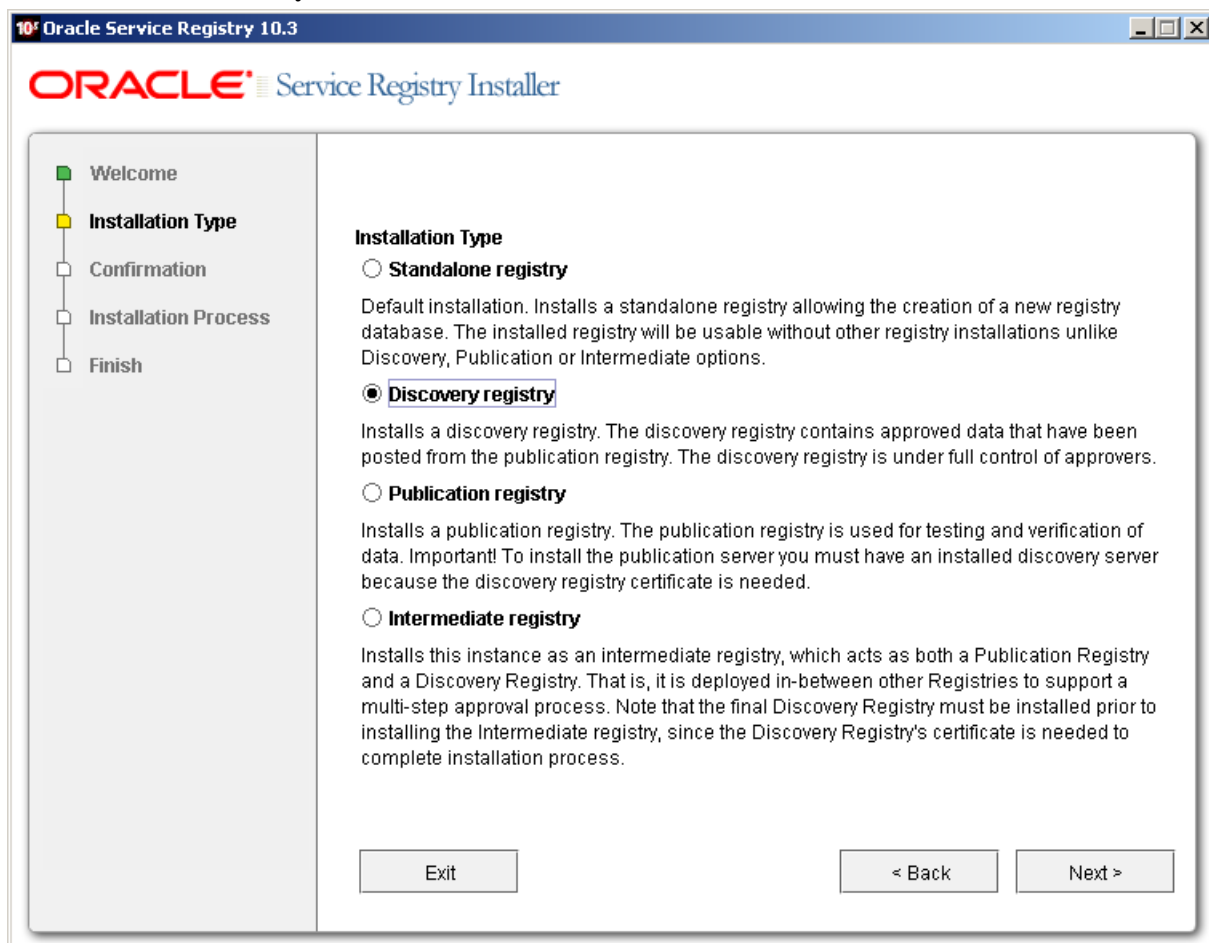 10g Oracle Service Registry 10.3
ORACLE Service Registry Installer
Welcome
Installation Type
Confirmation
Installation Process
Finish
Installation Type
Standalone registry
Default installation. Installs a standalone registry allowing the creation of a new registry
database. The installed registry will be usable without other registry installations unlike
Discovery, Publication or Intermediate options.
Discovery registry
Installs a discovery registry. The discovery registry contains approved data that have been
posted from the publication registry. The discovery registry is under full control of approvers.
Publication registry
Installs a publication registry. The publication registry is used for testing and verification of
data. Important! To install the publication server you must have an installed discovery server
because the discovery registry certificate is needed.
Intermediate registry
Installs this instance as an intermediate registry, which acts as both a Publication Registry
and a Discovery Registry. That is, it is deployed in-between other Registries to support a
multi-step approval process. Note that the final Discovery Registry must be installed prior to
installing the Intermediate registry, since the Discovery Registry's certificate is needed to
complete installation process.
Exit
< Back
Next >